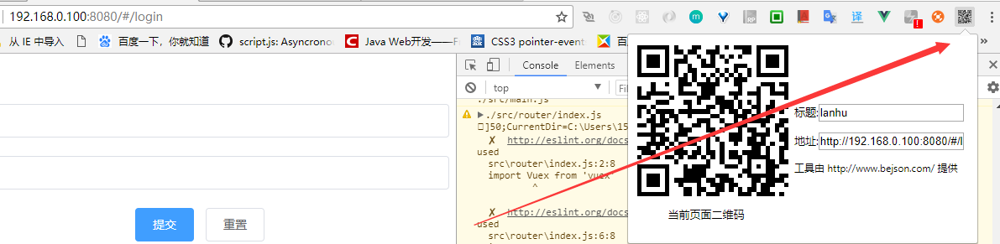 192.168.0.100:8080/#/login
译
RP
从 IE 中导入
百度一下，你就知道
script.js: Asyncrono
Java Web开发——F
CSS3 pointer-event
»
Console
Elements
top
./src/main.js
./src/router/index.js
]50;CurrentDir=C:\Users\15
✘ http://eslint.org/docs
used
src\router\index.js:2:8
import Vuex from 'vuex
^
✘ http://eslint.org/docs
used
src\router\index.js:6:8
提交
重置
标题:lanhu
地址:http://192.168.0.100:8080/#/l
工具由 http://www.bejson.com/ 提供
当前页面二维码